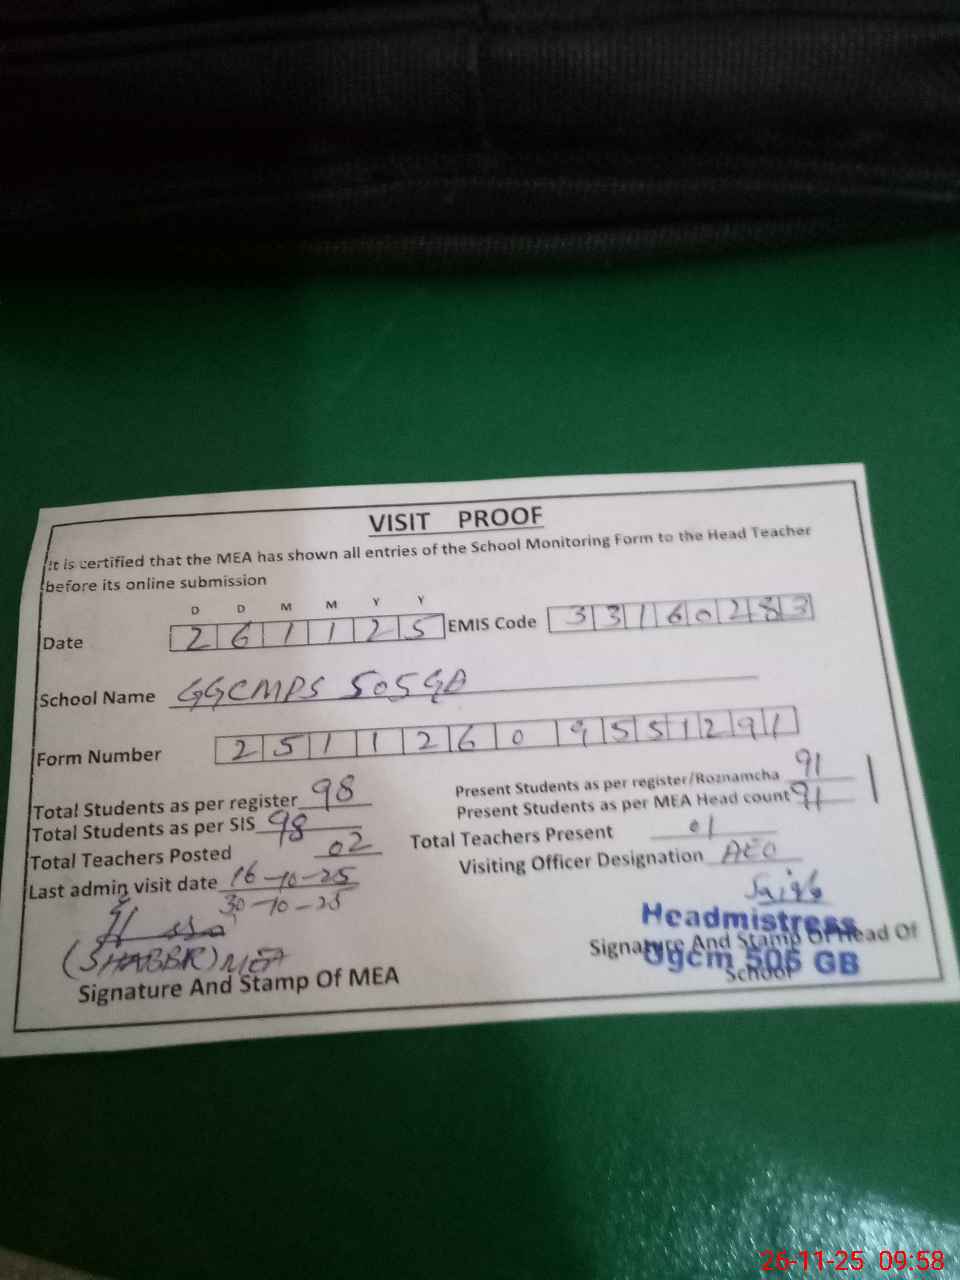 VISIT PROOF
It is certified that the MEA has shown all entries of the School Monitoring Form to the Head Teacher
before its online submission
D D M M Y Y
Date 2 6 1 1 2 5 EMIS Code 3 3 1 6 0 2 8 3
School Name GGCMPS 505 GB
Form Number 2 5 1 1 2 6 0 9 5 5 1 2 9 1
Total Students as per register 98 Present Students as per register/Roznamcha 91
Total Students as per SIS 98 Present Students as per MEA Head count 91
Total Teachers Posted 02 Total Teachers Present 01
Last admin visit date 16-10-25 Visiting Officer Designation AEO
30-10-25
(SHABBIR) MEA
Signature And Stamp Of MEA
Headmistress
Signature And Stamp Of Head Of
School
Ggcm 505 GB
26-11-25 09:58